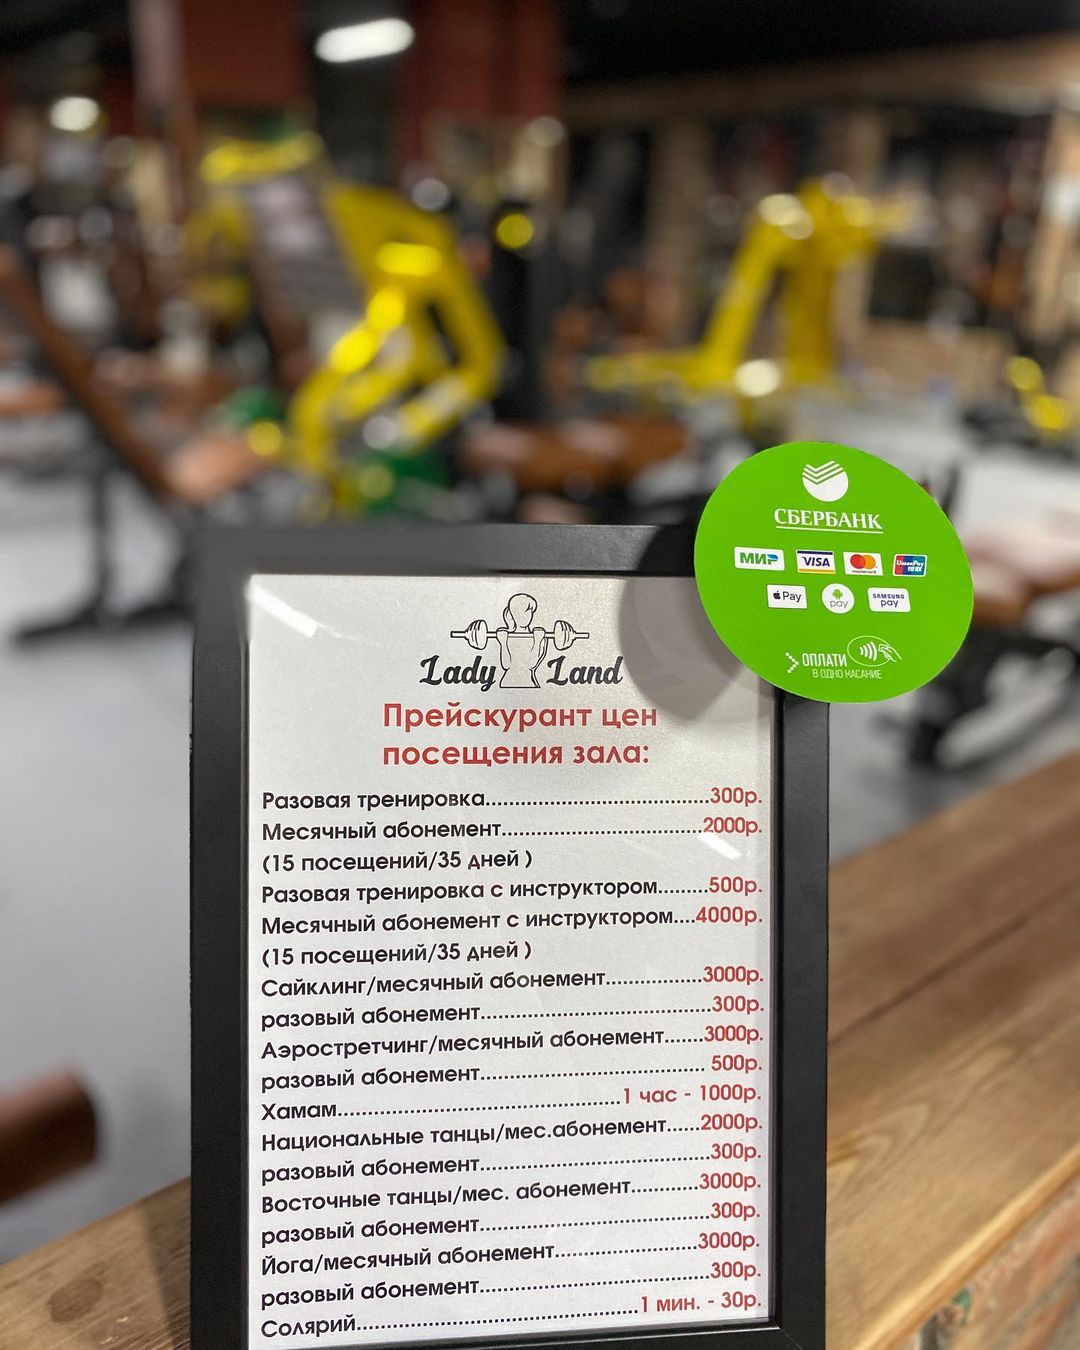 СБЕРБАНК
МИР VISA mastercard UnionPay
Pay pay SAMSUNG pay
ОПЛАТИ
В ОДНО КАСАНИЕ
Lady Land
Прейскурант цен
посещения зала:
Разовая тренировка......................................300р.
Месячный абонемент..................................2000р.
(15 посещений/35 дней )
Разовая тренировка с инструктором.........500р.
Месячный абонемент с инструктором....4000р.
(15 посещений/35 дней )
Сайклинг/месячный абонемент................3000р.
разовый абонемент.......................................300р.
Аэростретчинг/месячный абонемент.......3000р.
разовый абонемент...................................... 500р.
Хамам................................................1 час - 1000р.
Национальные танцы/мес.абонемент......2000р.
разовый абонемент.......................................300р.
Восточные танцы/мес. абонемент............3000р.
разовый абонемент.......................................300р.
Йога/месячный абонемент.........................3000р.
разовый абонемент.......................................300р.
Солярий................................................1 мин. - 30р.